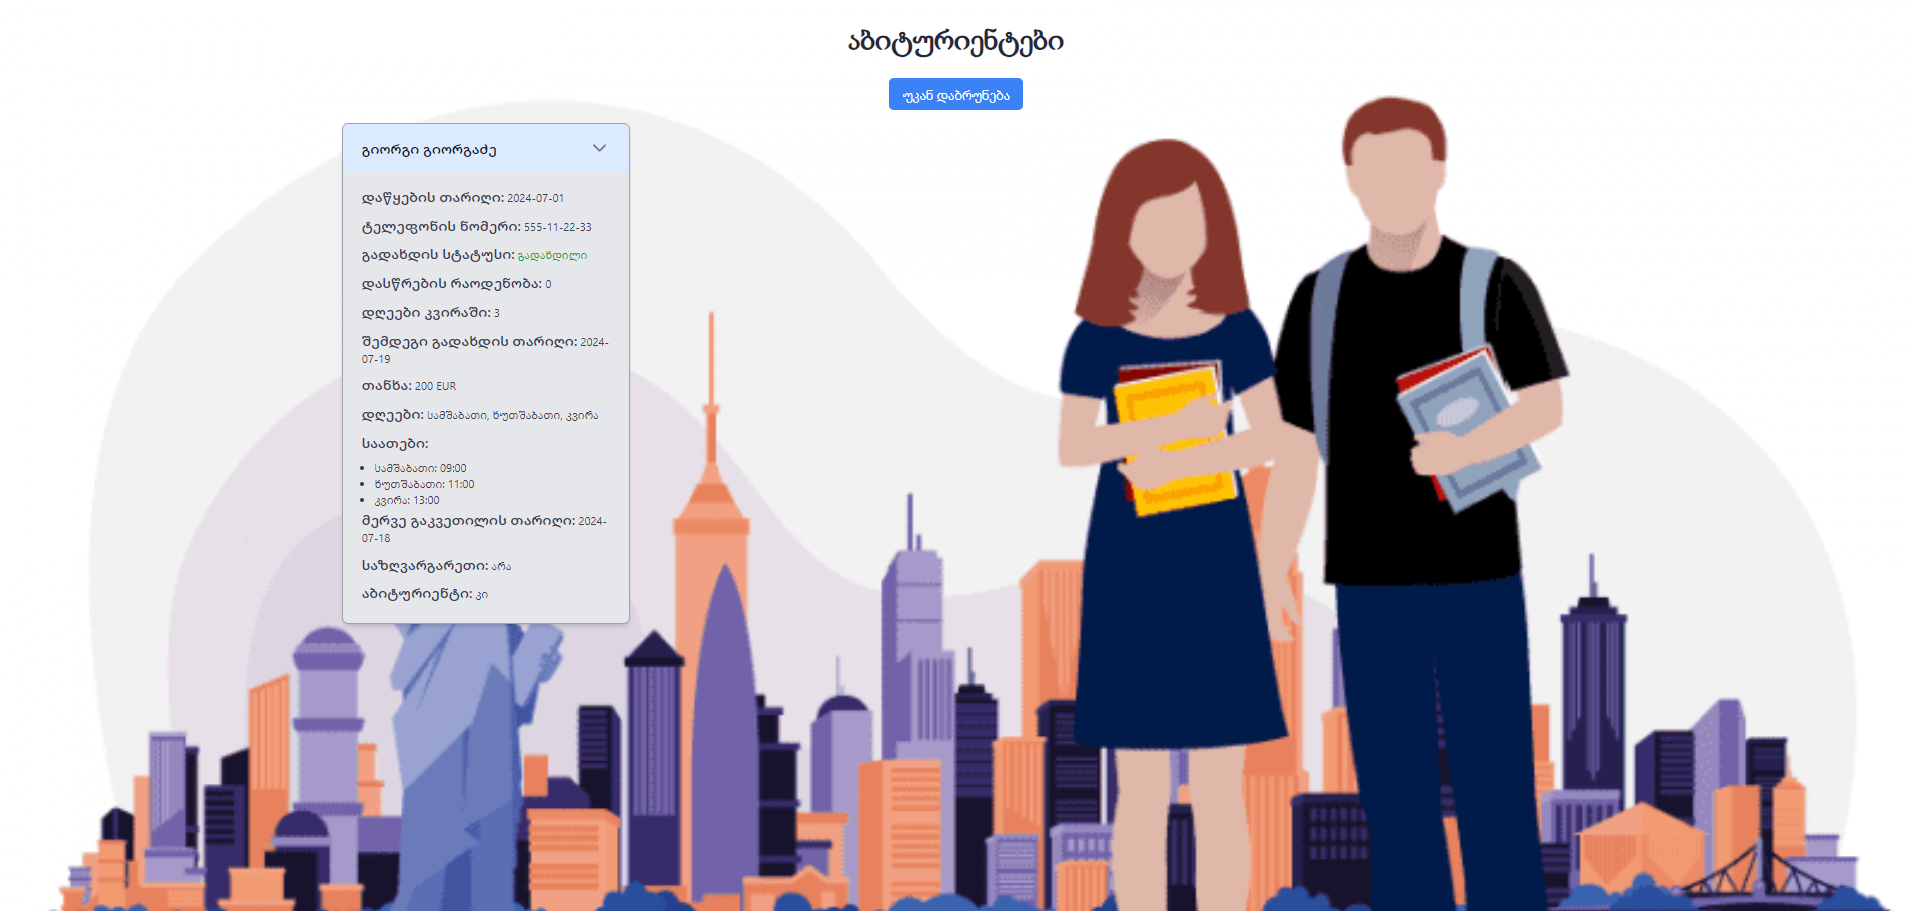 აბიტურიენტები
უკან დაბრუნება
გიორგი გიორგაძე
დაწყების თარიღი: 2024-07-01
ტელეფონის ნომერი: 555-11-22-33
გადახდის სტატუსი: გადახდილი
დასწრების რაოდენობა: 0
დღეები კვირაში: 3
შემდეგი გადახდის თარიღი: 2024-
07-19
თანხა: 200 EUR
დღეები: სამშაბათი, ხუთშაბათი, კვირა
საათები:
• სამშაბათი: 09:00
• ხუთშაბათი: 11:00
• კვირა: 13:00
მერვე გაკვეთილის თარიღი: 2024-
07-18
საზღვარგარეთი: არა
აბიტურიენტი: კი